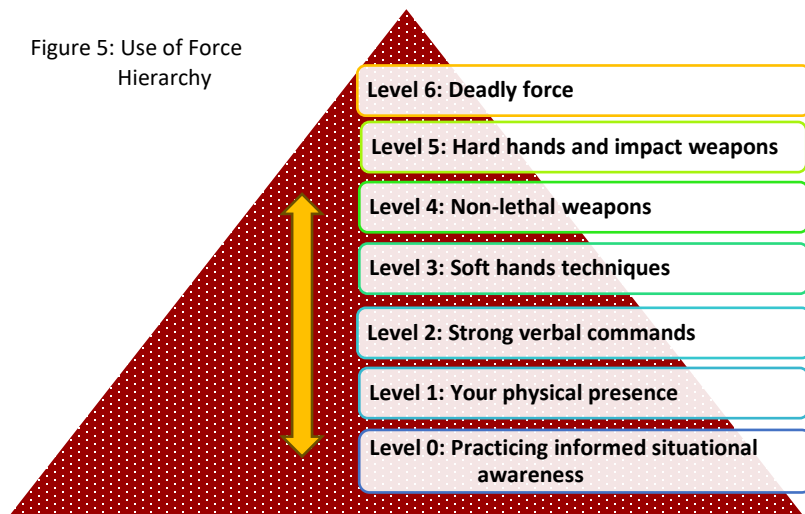 Figure 5: Use of Force
Hierarchy
Level 6: Deadly force
Level 5: Hard hands and impact weapons
Level 4: Non-lethal weapons
Level 3: Soft hands techniques
Level 2: Strong verbal commands
Level 1: Your physical presence
Level 0: Practicing informed situational
awareness